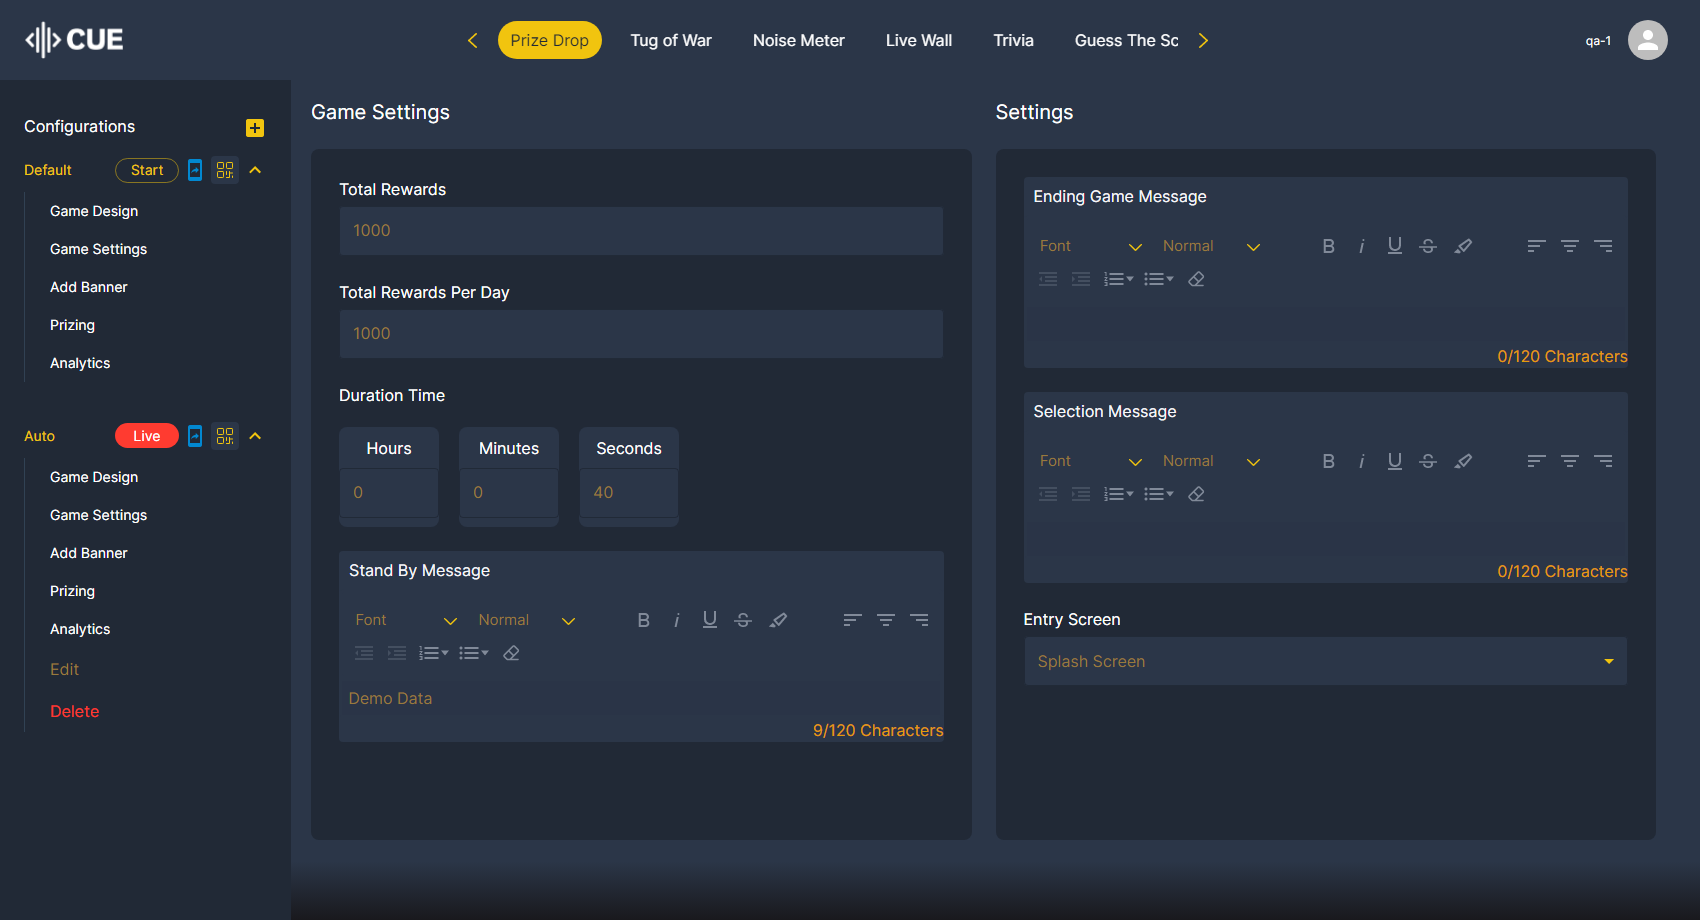 CUE
Prize Drop
Tug of War
Noise Meter
Live Wall
Trivia
Guess The Sc
qa-1
Configurations
Default
Start
Game Design
Game Settings
Add Banner
Prizing
Analytics
Auto
Live
Game Design
Game Settings
Add Banner
Prizing
Analytics
Edit
Delete
Game Settings
Total Rewards
1000
Total Rewards Per Day
1000
Duration Time
Hours
Minutes
Seconds
0
0
40
Stand By Message
Font
Normal
B i U S
Demo Data
9/120 Characters
Settings
Ending Game Message
Font
Normal
B i U S
0/120 Characters
Selection Message
Font
Normal
B i U S
0/120 Characters
Entry Screen
Splash Screen